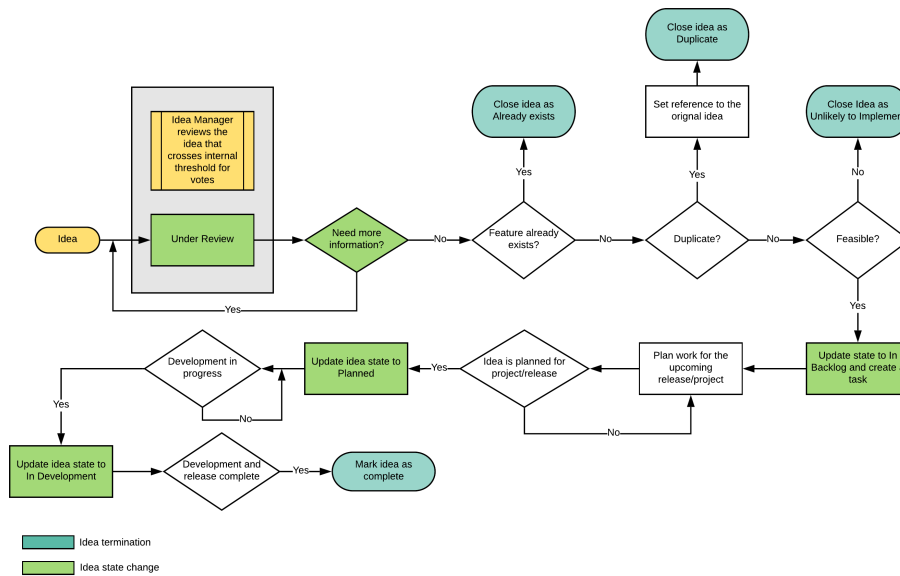 Close idea as
Duplicate
Idea Manager
reviews the
idea that
crosses internal
threshold for
votes
Close idea as
Already exists
Set reference to the
orignal idea
Close Idea as
Unlikely to Implemen
Yes
Yes
No
Idea
Under Review
Need more
information?
No
Feature already
exists?
No
Duplicate?
No
Feasible?
Yes
Yes
Development in
progress
Update idea state to
Planned
Yes
Idea is planned for
project/release
Plan work for the
upcoming
release/project
Update state to In
Backlog and create a
task
Yes
No
No
Update idea state to
In Development
Development and
release complete
Yes
Mark idea as
complete
Idea termination
Idea state change